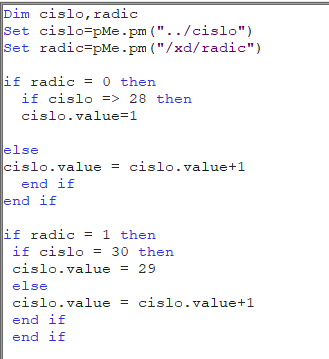 Dim cislo,radic
Set cislo=pMe.pm("../cislo")
Set radic=pMe.pm("/xd/radic")
if radic = 0 then
if cislo => 28 then
cislo.value=1
else
cislo.value = cislo.value+1
end if
end if
if radic = 1 then
if cislo = 30 then
cislo.value = 29
else
cislo.value = cislo.value+1
end if
end if